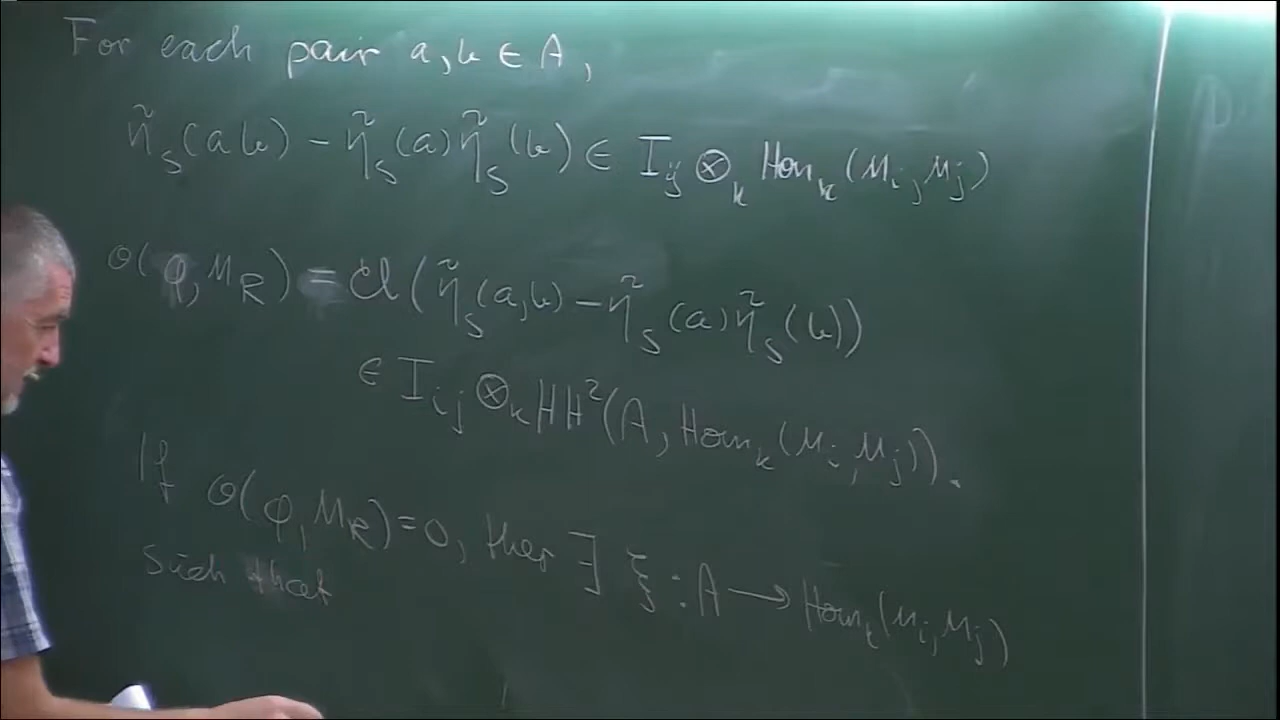 For each pair a, b ∈ A,
η̃_S(ab) − η̃_S(a)η̃_S(b) ∈ I_ij ⊗_k Hom_k(M_i, M_j)
o(φ, M_R) = cl(η̃_S(a,b) − η̃_S(a)η̃_S(b))
∈ I_ij ⊗_k HH²(A, Hom_k(M_i, M_j)).
If o(φ, M_R) = 0, then ∃ ξ : A → Hom_k(M_i, M_j)
such that